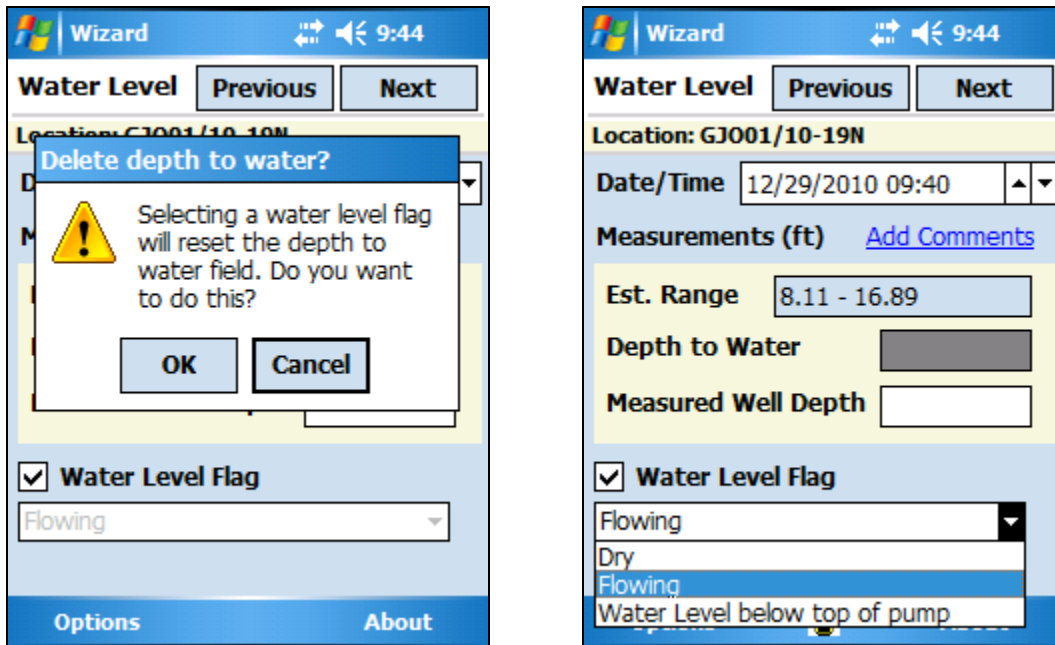 Wizard 9:44
Water Level Previous Next
Location: GJO01/10-19N
Delete depth to water?
Selecting a water level flag
will reset the depth to
water field. Do you want
to do this?
OK Cancel
Water Level Flag
Flowing
Options About
Wizard 9:44
Water Level Previous Next
Location: GJO01/10-19N
Date/Time 12/29/2010 09:40
Measurements (ft) Add Comments
Est. Range 8.11 - 16.89
Depth to Water
Measured Well Depth
Water Level Flag
Flowing
Dry
Flowing
Water Level below top of pump